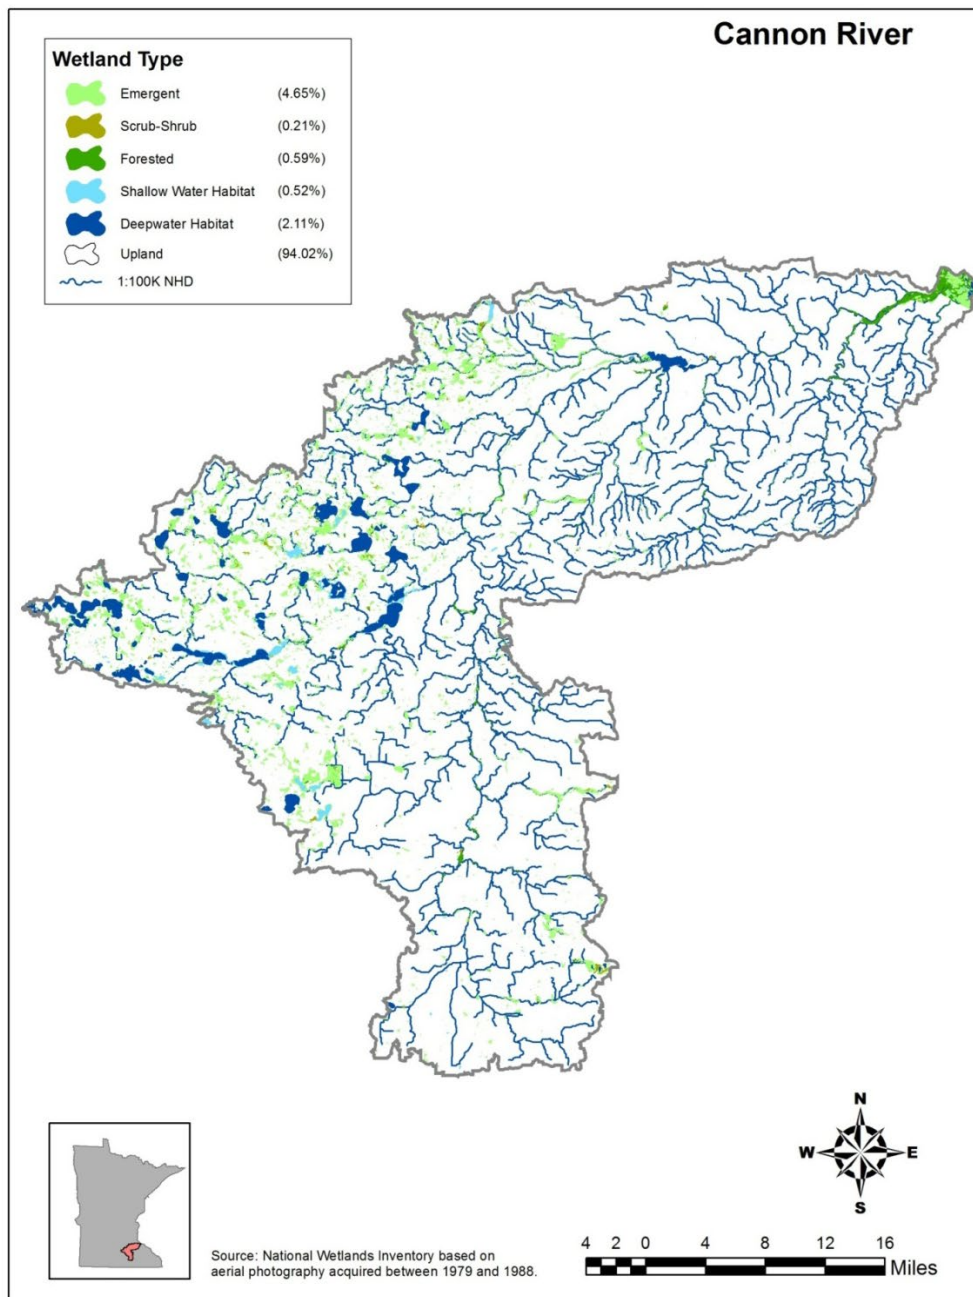 Cannon River
Wetland Type
Emergent (4.65%)
Scrub-Shrub (0.21%)
Forested (0.59%)
Shallow Water Habitat (0.52%)
Deepwater Habitat (2.11%)
Upland (94.02%)
1:100K NHD
N
W E
S
Source: National Wetlands Inventory based on
aerial photography acquired between 1979 and 1988.
4 2 0 4 8 12 16
Miles